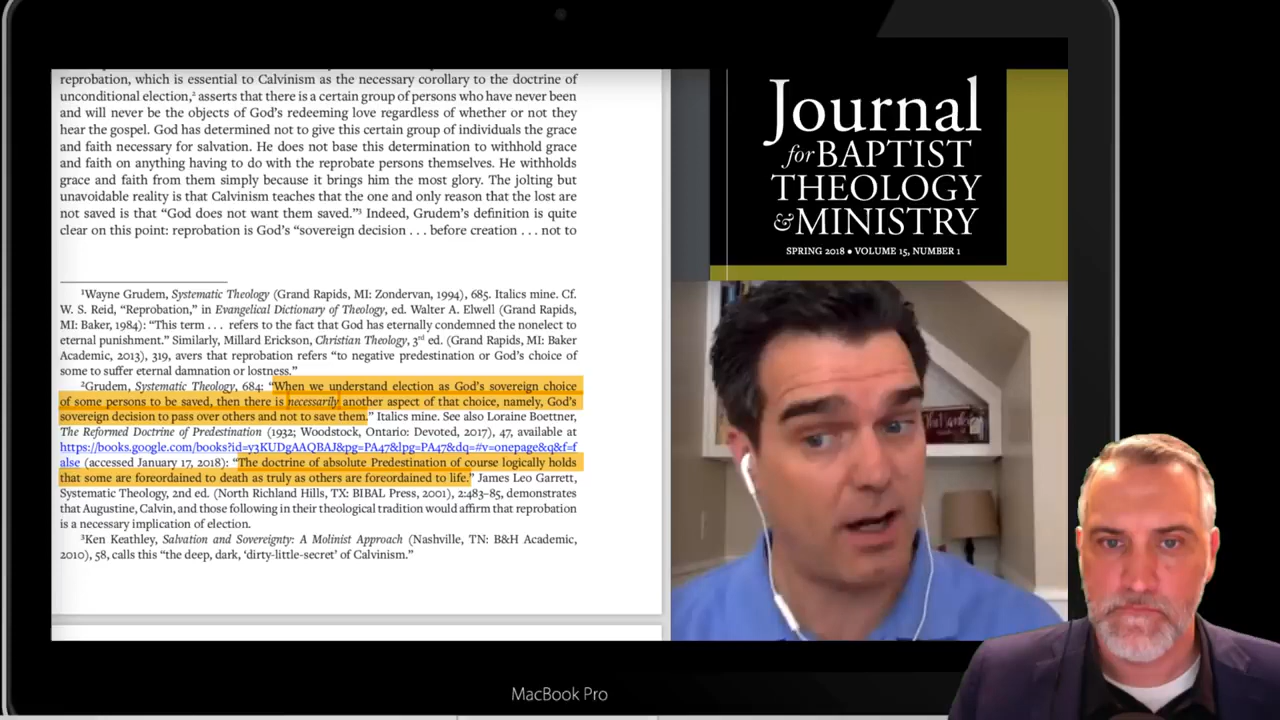 reprobation, which is essential to Calvinism as the necessary corollary to the doctrine of
unconditional election,² asserts that there is a certain group of persons who have never been
and will never be the objects of God's redeeming love regardless of whether or not they
hear the gospel. God has determined not to give this certain group of individuals the grace
and faith necessary for salvation. He does not base this determination to withhold grace
and faith on anything having to do with the reprobate persons themselves. He withholds
grace and faith from them simply because it brings him the most glory. The jolting but
unavoidable reality is that Calvinism teaches that the one and only reason that the lost are
not saved is that “God does not want them saved.”³ Indeed, Grudem's definition is quite
clear on this point: reprobation is God's “sovereign decision . . . before creation . . . not to
¹Wayne Grudem, Systematic Theology (Grand Rapids, MI: Zondervan, 1994), 685. Italics mine. Cf.
W. S. Reid, “Reprobation,” in Evangelical Dictionary of Theology, ed. Walter A. Elwell (Grand Rapids,
MI: Baker, 1984): “This term . . . refers to the fact that God has eternally condemned the nonelect to
eternal punishment.” Similarly, Millard Erickson, Christian Theology, 3rd ed. (Grand Rapids, MI: Baker
Academic, 2013), 319, avers that reprobation refers “to negative predestination or God's choice of
some to suffer eternal damnation or lostness.”
²Grudem, Systematic Theology, 684: “When we understand election as God's sovereign choice
of some persons to be saved, then there is necessarily another aspect of that choice, namely, God's
sovereign decision to pass over others and not to save them.” Italics mine. See also Loraine Boettner,
The Reformed Doctrine of Predestination (1932; Woodstock, Ontario: Devoted, 2017), 47, available at
https://books.google.com/books?id=y3KUDgAAQBAJ&pg=PA47&lpg=PA47&dq=#v=onepage&q&f=f
alse (accessed January 17, 2018): “The doctrine of absolute Predestination of course logically holds
that some are foreordained to death as truly as others are foreordained to life.” James Leo Garrett,
Systematic Theology, 2nd ed. (North Richland Hills, TX: BIBAL Press, 2001), 2:483–85, demonstrates
that Augustine, Calvin, and those following in their theological tradition would affirm that reprobation
is a necessary implication of election.
³Ken Keathley, Salvation and Sovereignty: A Molinist Approach (Nashville, TN: B&H Academic,
2010), 58, calls this “the deep, dark, ‘dirty-little-secret’ of Calvinism.”
Journal
for BAPTIST
THEOLOGY
& MINISTRY
SPRING 2018 • VOLUME 15, NUMBER 1
MacBook Pro